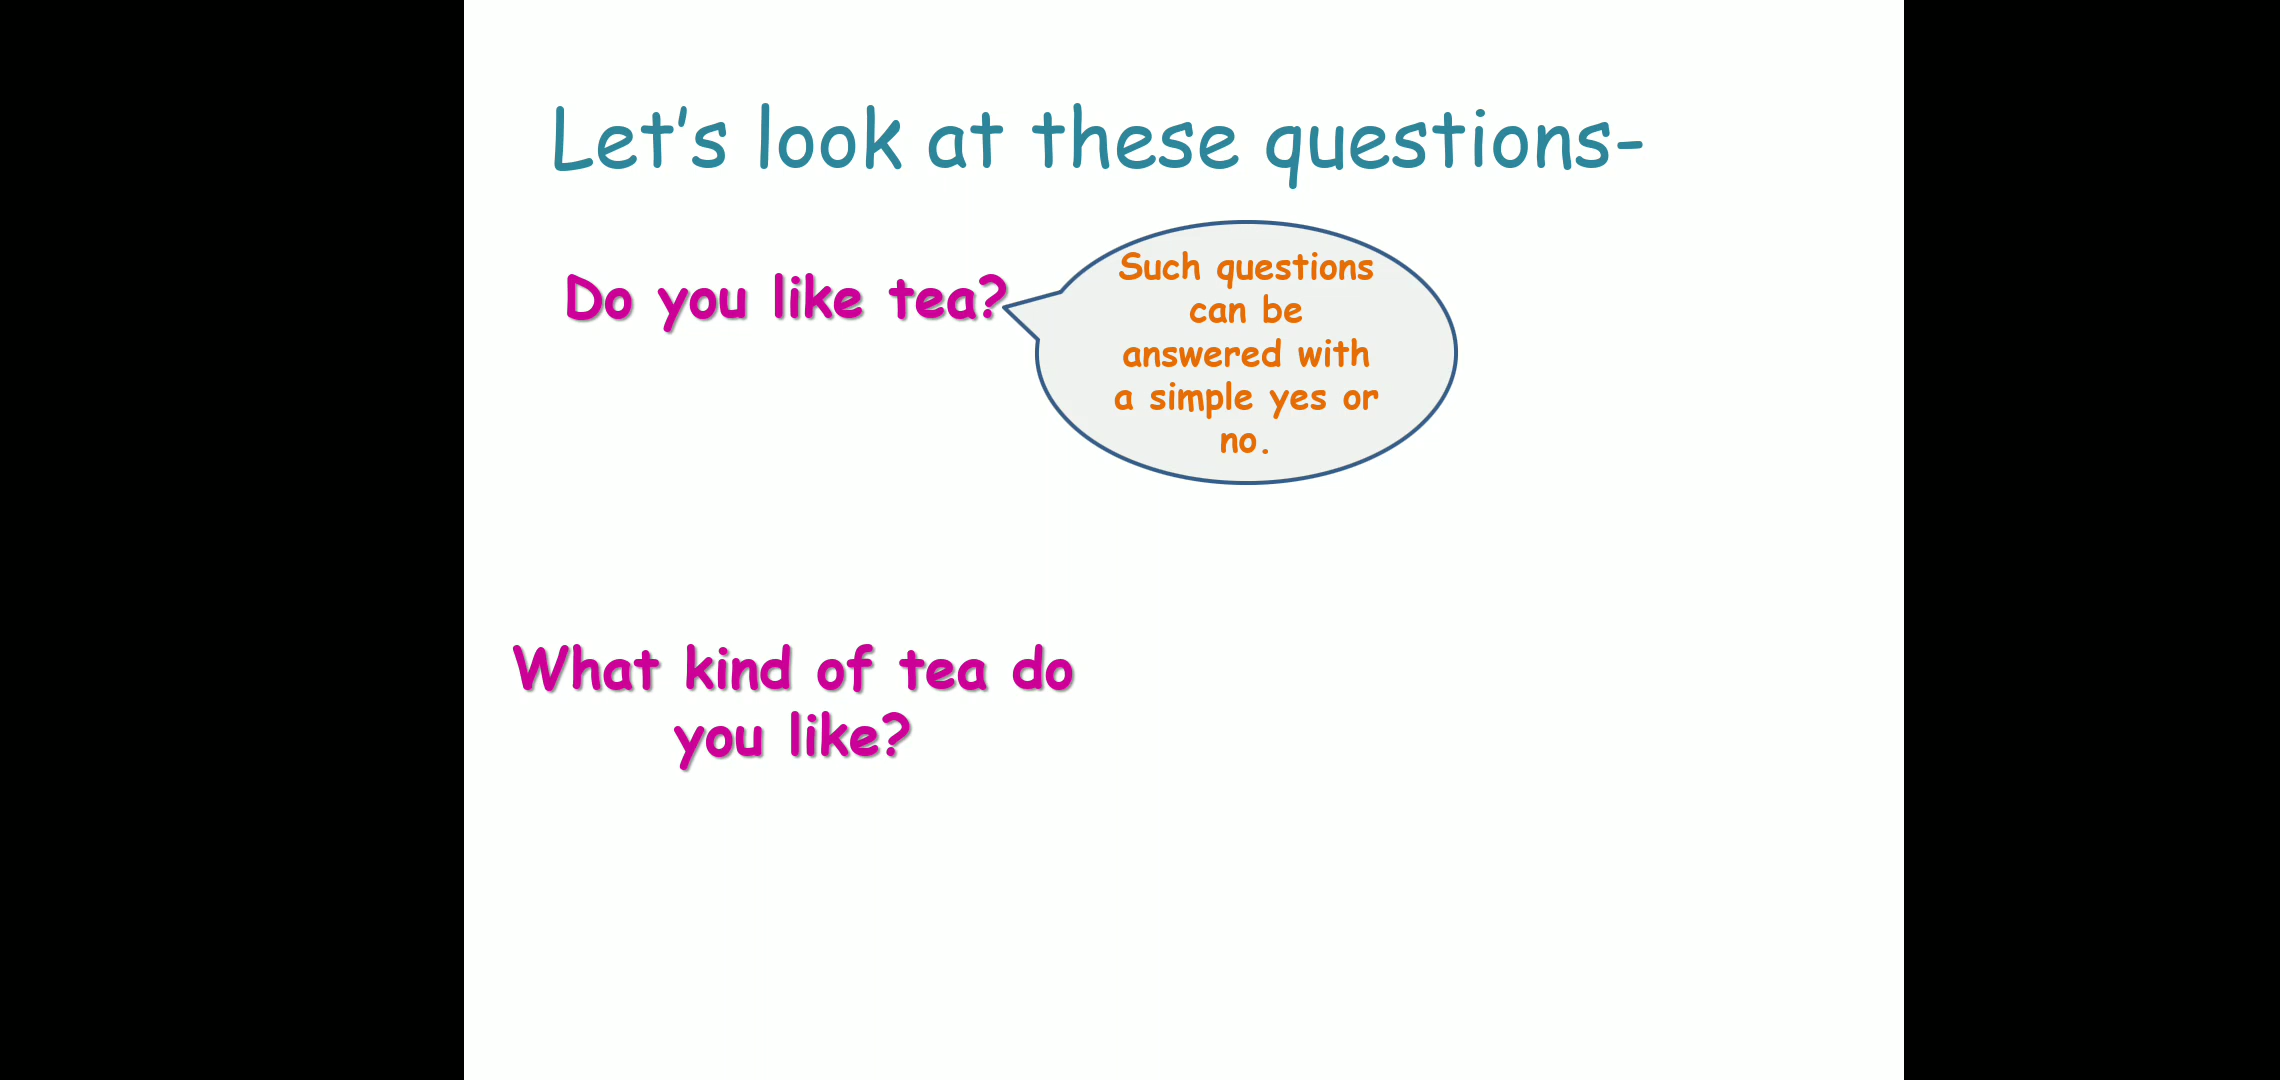 Let's look at these questions-
Do you like tea?
Such questions
can be
answered with
a simple yes or
no.
What kind of tea do
you like?